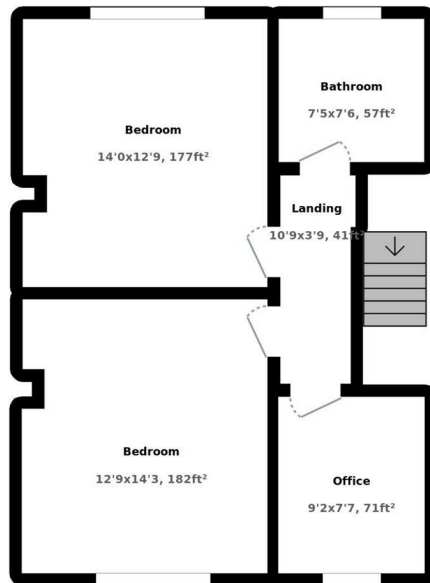 Bathroom
7'5x7'6, 57ft²
Bedroom
14'0x12'9, 177ft²
Landing
10'9x3'9, 41ft²
Bedroom
12'9x14'3, 182ft²
Office
9'2x7'7, 71ft²